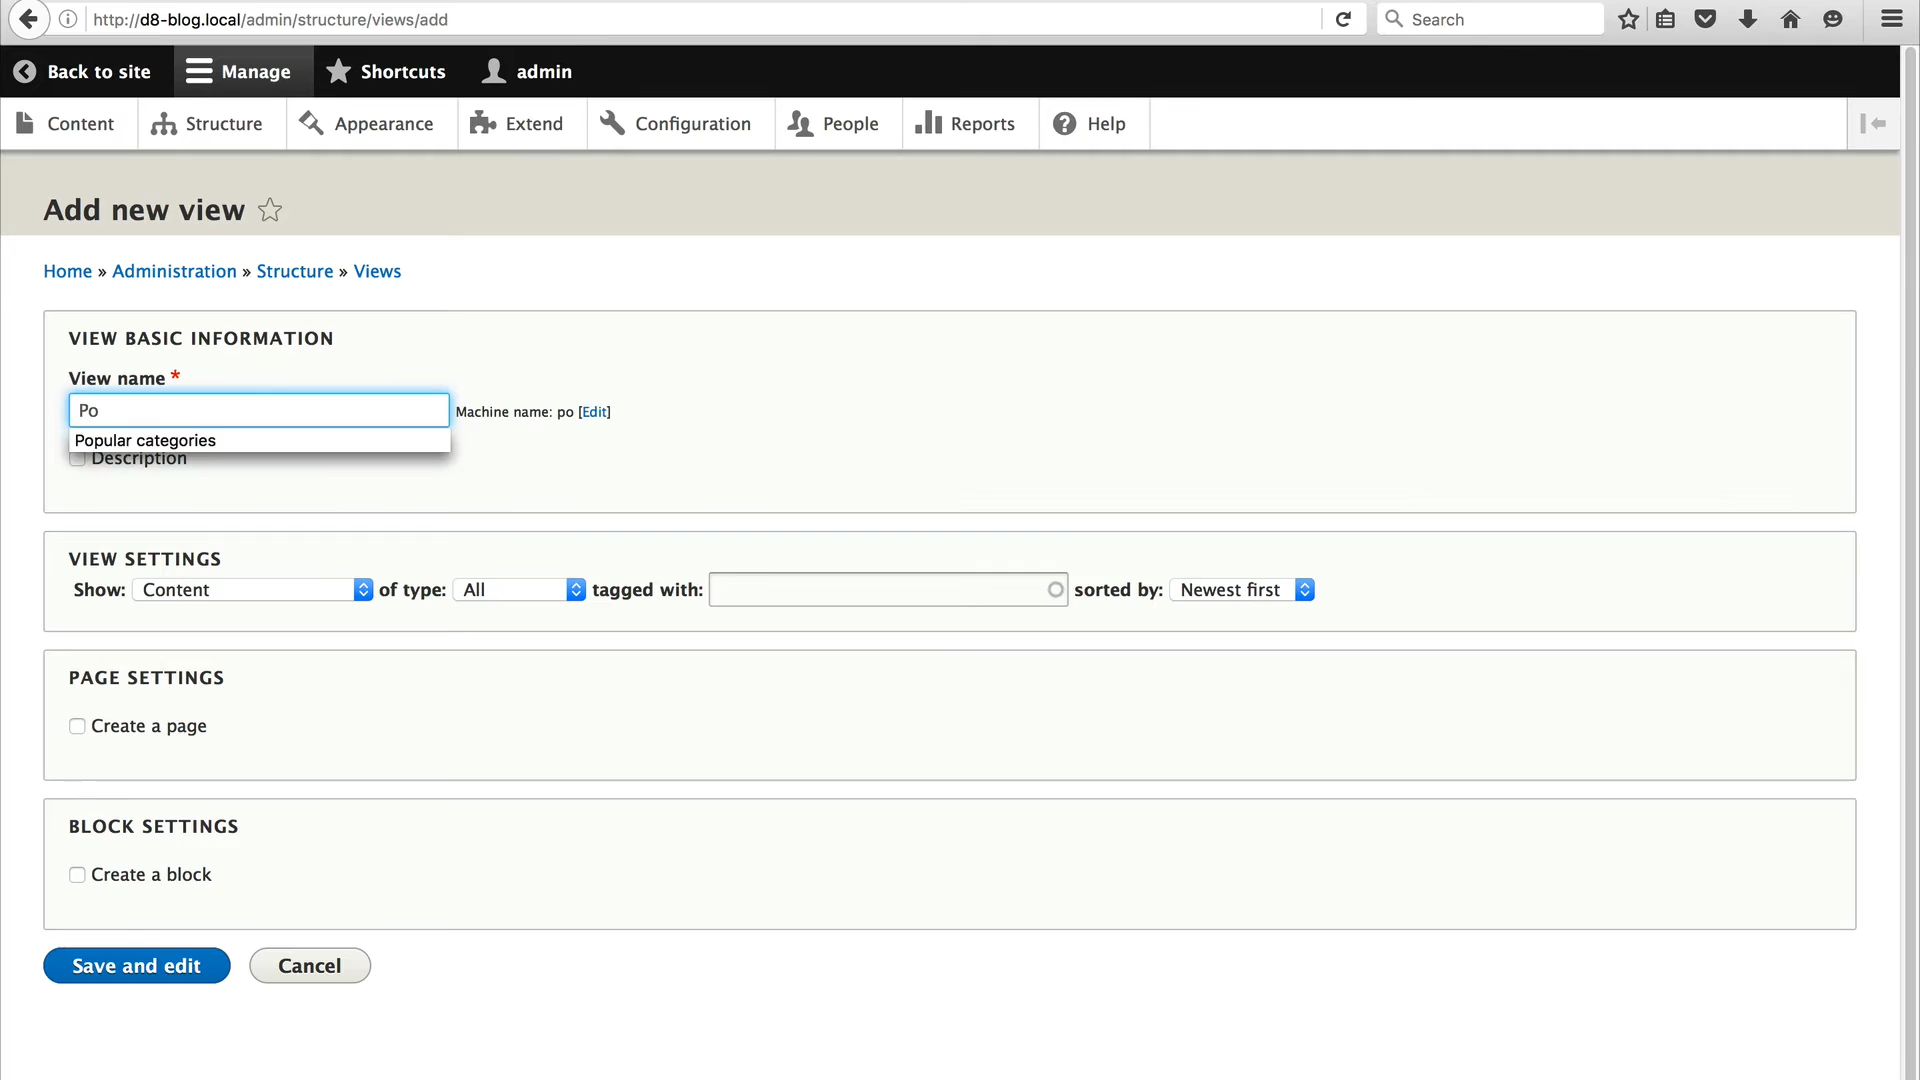 http://d8-blog.local/admin/structure/views/add
Search
Back to site Manage Shortcuts admin
Content Structure Appearance Extend Configuration People Reports Help
Add new view
Home » Administration » Structure » Views
VIEW BASIC INFORMATION
View name *
Po Machine name: po [Edit]
Popular categories
Description
VIEW SETTINGS
Show: Content of type: All tagged with: sorted by: Newest first
PAGE SETTINGS
Create a page
BLOCK SETTINGS
Create a block
Save and edit Cancel